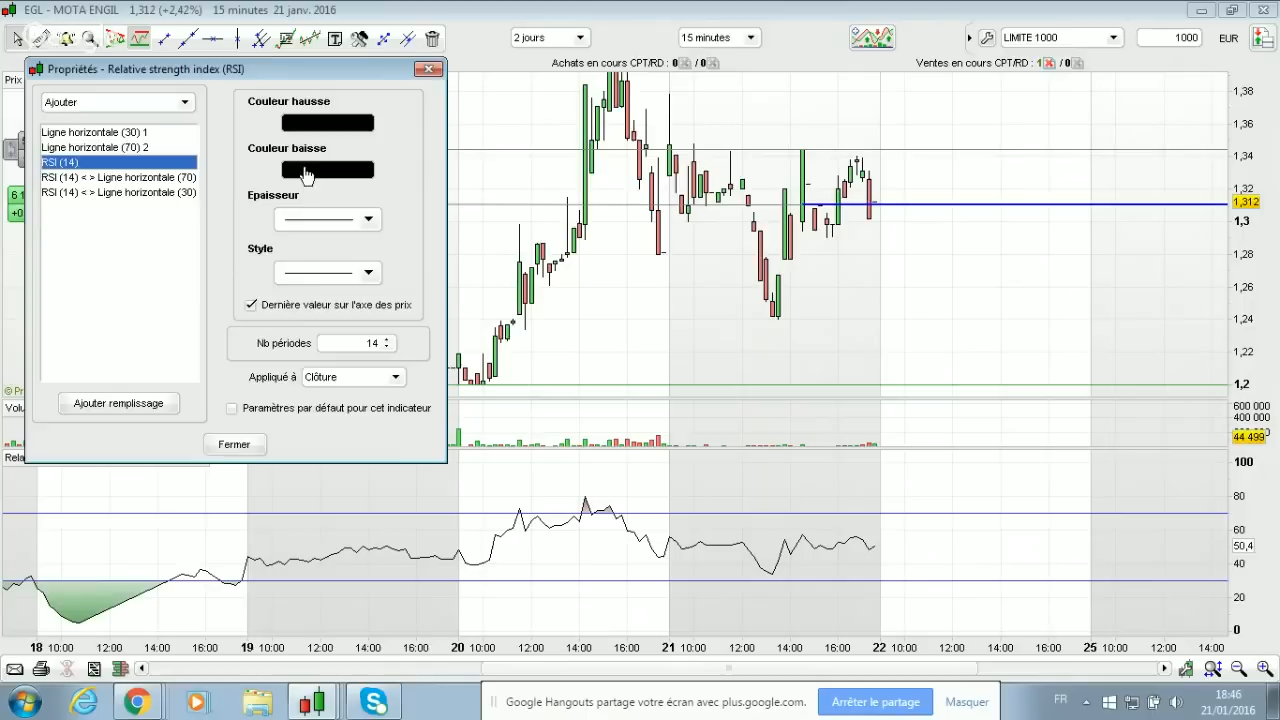 EGL - MOTA ENGIL 1,312 (+2,42%) 15 minutes 21 janv. 2016
2 jours 15 minutes LIMITE 1000 1000 EUR
Achats en cours CPT/RD : 0 / 0 Ventes en cours CPT/RD : 1 / 0
Prix
Propriétés - Relative strength index (RSI)
Ajouter
Ligne horizontale (30) 1
Ligne horizontale (70) 2
RSI (14)
RSI (14) < > Ligne horizontale (70)
RSI (14) < > Ligne horizontale (30)
Ajouter remplissage
Couleur hausse
Couleur baisse
Epaisseur
Style
Dernière valeur sur l'axe des prix
Nb périodes 14
Appliqué à Clôture
Paramètres par défaut pour cet indicateur
Fermer
1,38
1,36
1,34
1,32
1,312
1,3
1,28
1,26
1,24
1,22
1,2
© Pr
Volu
600 000
400 000
44 499
Rela
100
80
60
50,4
40
20
0
18 10:00 12:00 14:00 16:00 19 10:00 12:00 14:00 16:00 20 10:00 12:00 14:00 16:00 21 10:00 12:00 14:00 16:00 22 10:00 12:00 14:00 16:00 25 10:00 12:00 14:00
Google Hangouts partage votre écran avec plus.google.com. Arrêter le partage Masquer
FR
18:46
21/01/2016